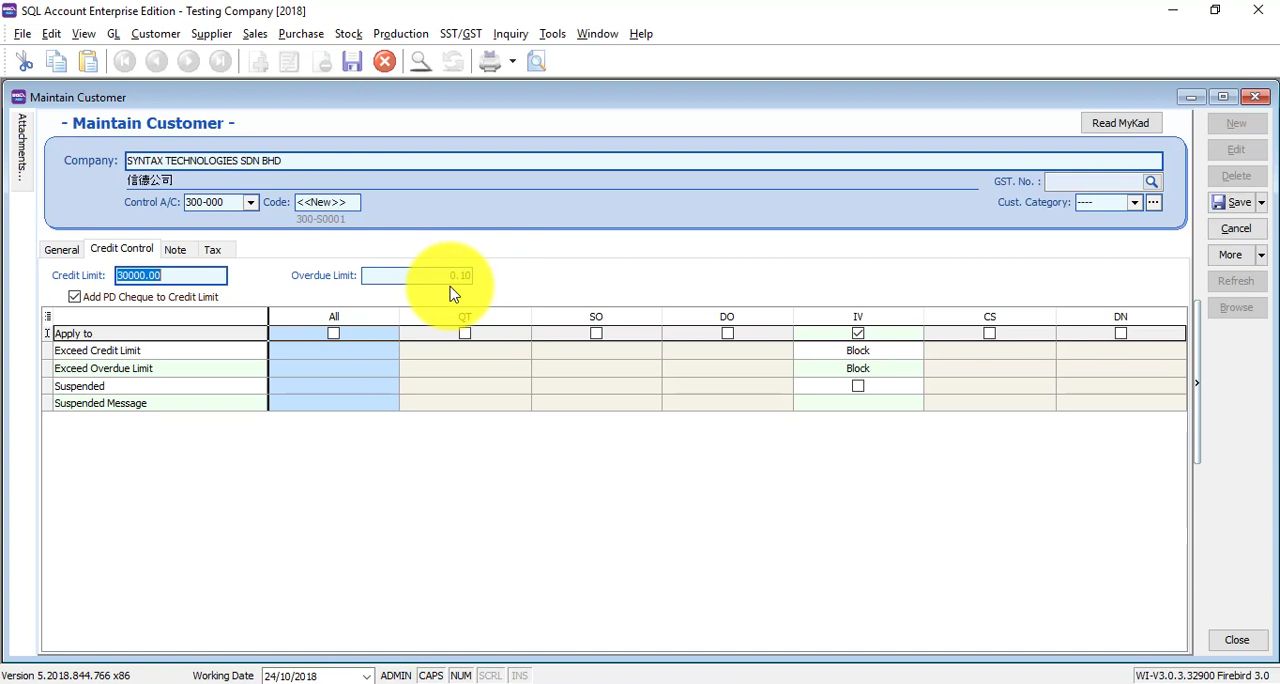 SQL Account Enterprise Edition - Testing Company [2018]
File Edit View GL Customer Supplier Sales Purchase Stock Production SST/GST Inquiry Tools Window Help
Maintain Customer
Attachments...
- Maintain Customer -
Read MyKad
Company: SYNTAX TECHNOLOGIES SDN BHD
信德公司
GST. No. :
Control A/C: 300-000 Code: <<New>>
Cust. Category: ----
300-S0001
General Credit Control Note Tax
Credit Limit: 30000.00 Overdue Limit: 0.10
Add PD Cheque to Credit Limit
All QT SO DO IV CS DN
Apply to
Exceed Credit Limit Block
Exceed Overdue Limit Block
Suspended
Suspended Message
New
Edit
Delete
Save
Cancel
More
Refresh
Browse
Close
Version 5.2018.844.766 x86 Working Date 24/10/2018 ADMIN CAPS NUM SCRL INS WI-V3.0.3.32900 Firebird 3.0